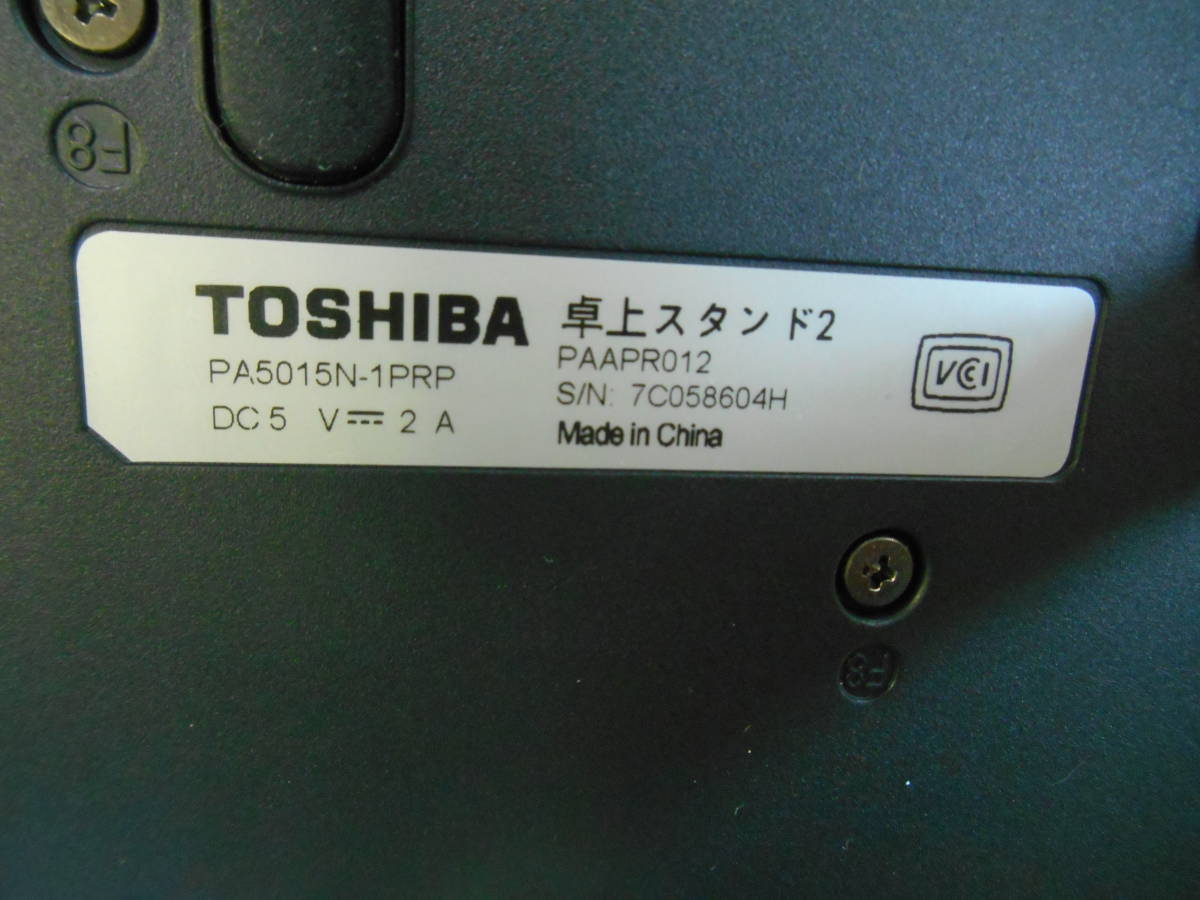 F8
TOSHIBA
PA5015N-1PRP
DC 5 V⎓ 2 A
卓上スタンド2
PAAPR012
S/N: 7C058604H
Made in China
VCCI
F8